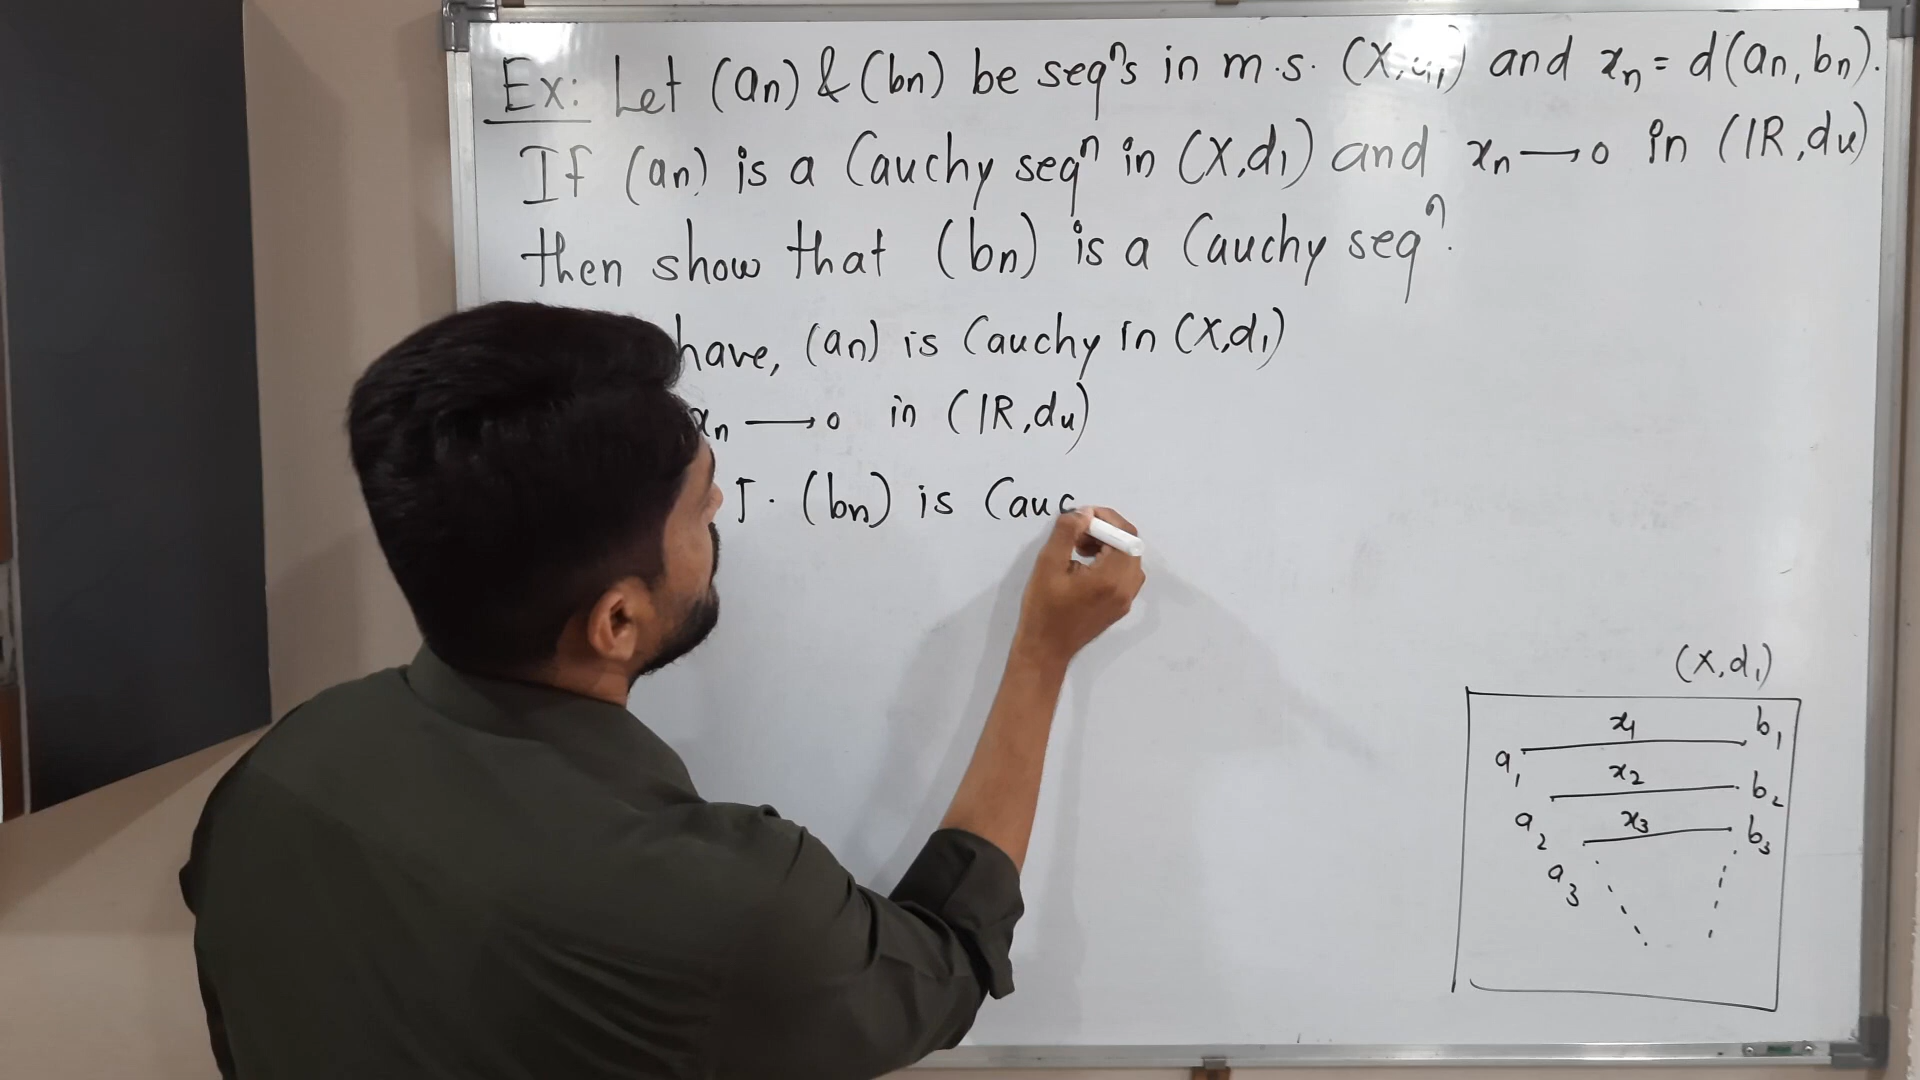 Ex: Let (an) & (bn) be seqⁿs in m.s. (X,d₁) and xₙ = d(an, bn).
If (an) is a Cauchy seqⁿ in (X,d₁) and xₙ → 0 in (IR, du)
then show that (bn) is a Cauchy seqⁿ.
have, (an) is Cauchy in (X,d₁)
xₙ → 0 in (IR, du)
T. (bn) is Cauc
(X,d₁)
x₁ b₁
a₁
x₂ b₂
a₂ x₃ b₃
a₃